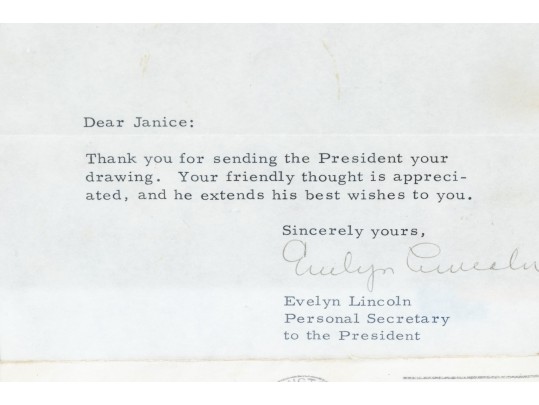 Dear Janice:
Thank you for sending the President your
drawing. Your friendly thought is appreci-
ated, and he extends his best wishes to you.
Sincerely yours,
Evelyn Lincoln
Evelyn Lincoln
Personal Secretary
to the President